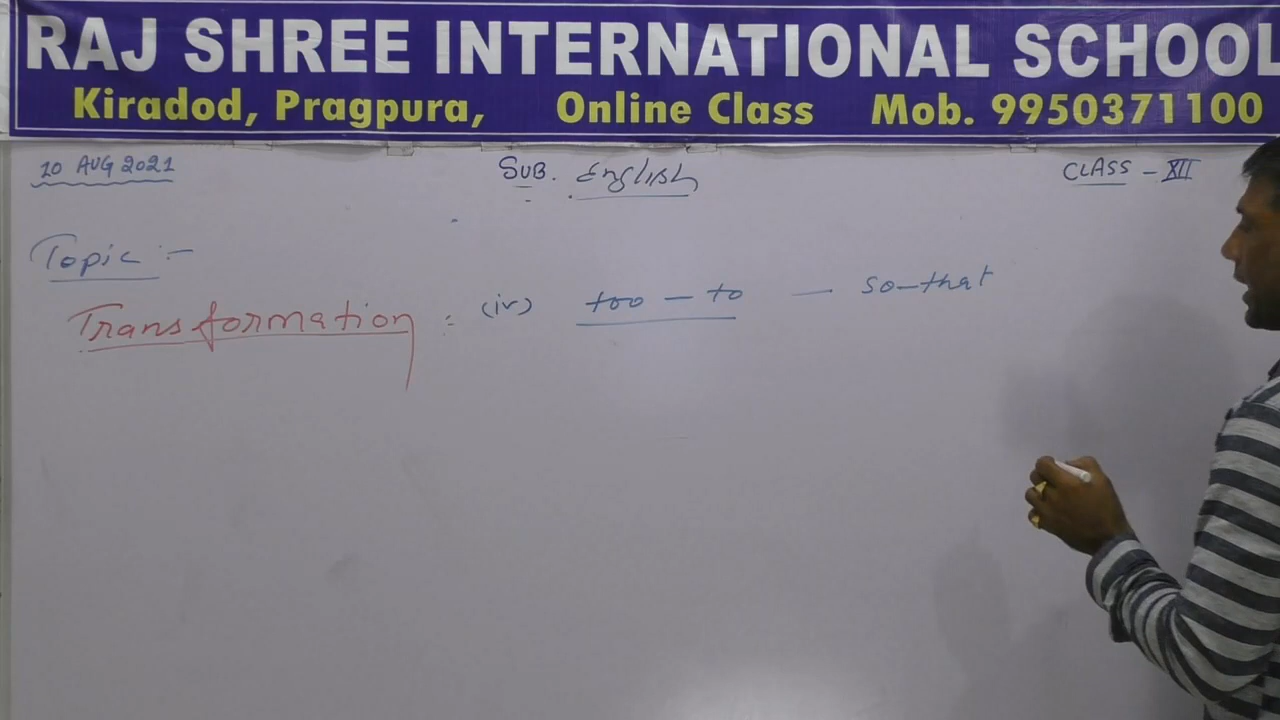 RAJ SHREE INTERNATIONAL SCHOOL
Kiradod, Pragpura, Online Class Mob. 9950371100
10 AUG 2021 SUB. English CLASS - XII
Topic :-
Transformation : (iv) too - to - so-that